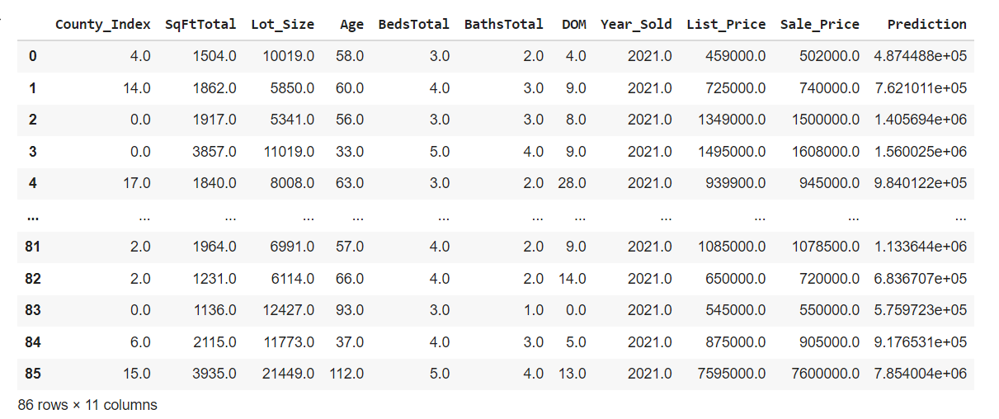 County_Index SqFtTotal Lot_Size Age BedsTotal BathsTotal DOM Year_Sold List_Price Sale_Price Prediction
0 4.0 1504.0 10019.0 58.0 3.0 2.0 4.0 2021.0 459000.0 502000.0 4.874488e+05
1 14.0 1862.0 5850.0 60.0 4.0 3.0 9.0 2021.0 725000.0 740000.0 7.621011e+05
2 0.0 1917.0 5341.0 56.0 3.0 3.0 8.0 2021.0 1349000.0 1500000.0 1.405694e+06
3 0.0 3857.0 11019.0 33.0 5.0 4.0 9.0 2021.0 1495000.0 1608000.0 1.560025e+06
4 17.0 1840.0 8008.0 63.0 3.0 2.0 28.0 2021.0 939900.0 945000.0 9.840122e+05
... ... ... ... ... ... ... ... ... ... ... ...
81 2.0 1964.0 6991.0 57.0 4.0 2.0 9.0 2021.0 1085000.0 1078500.0 1.133644e+06
82 2.0 1231.0 6114.0 66.0 4.0 2.0 14.0 2021.0 650000.0 720000.0 6.836707e+05
83 0.0 1136.0 12427.0 93.0 3.0 1.0 0.0 2021.0 545000.0 550000.0 5.759723e+05
84 6.0 2115.0 11773.0 37.0 4.0 3.0 5.0 2021.0 875000.0 905000.0 9.176531e+05
85 15.0 3935.0 21449.0 112.0 5.0 4.0 13.0 2021.0 7595000.0 7600000.0 7.854004e+06
86 rows × 11 columns